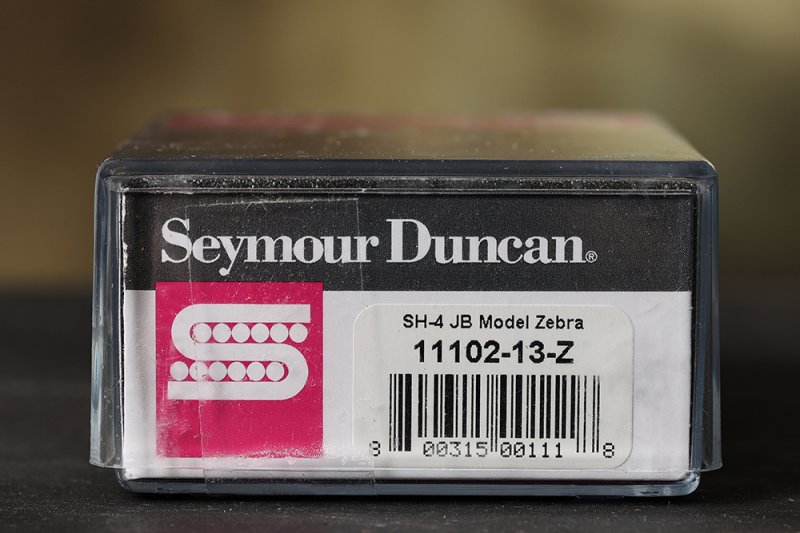 Seymour Duncan®
SH-4 JB Model Zebra
11102-13-Z
8 00315 00111 8